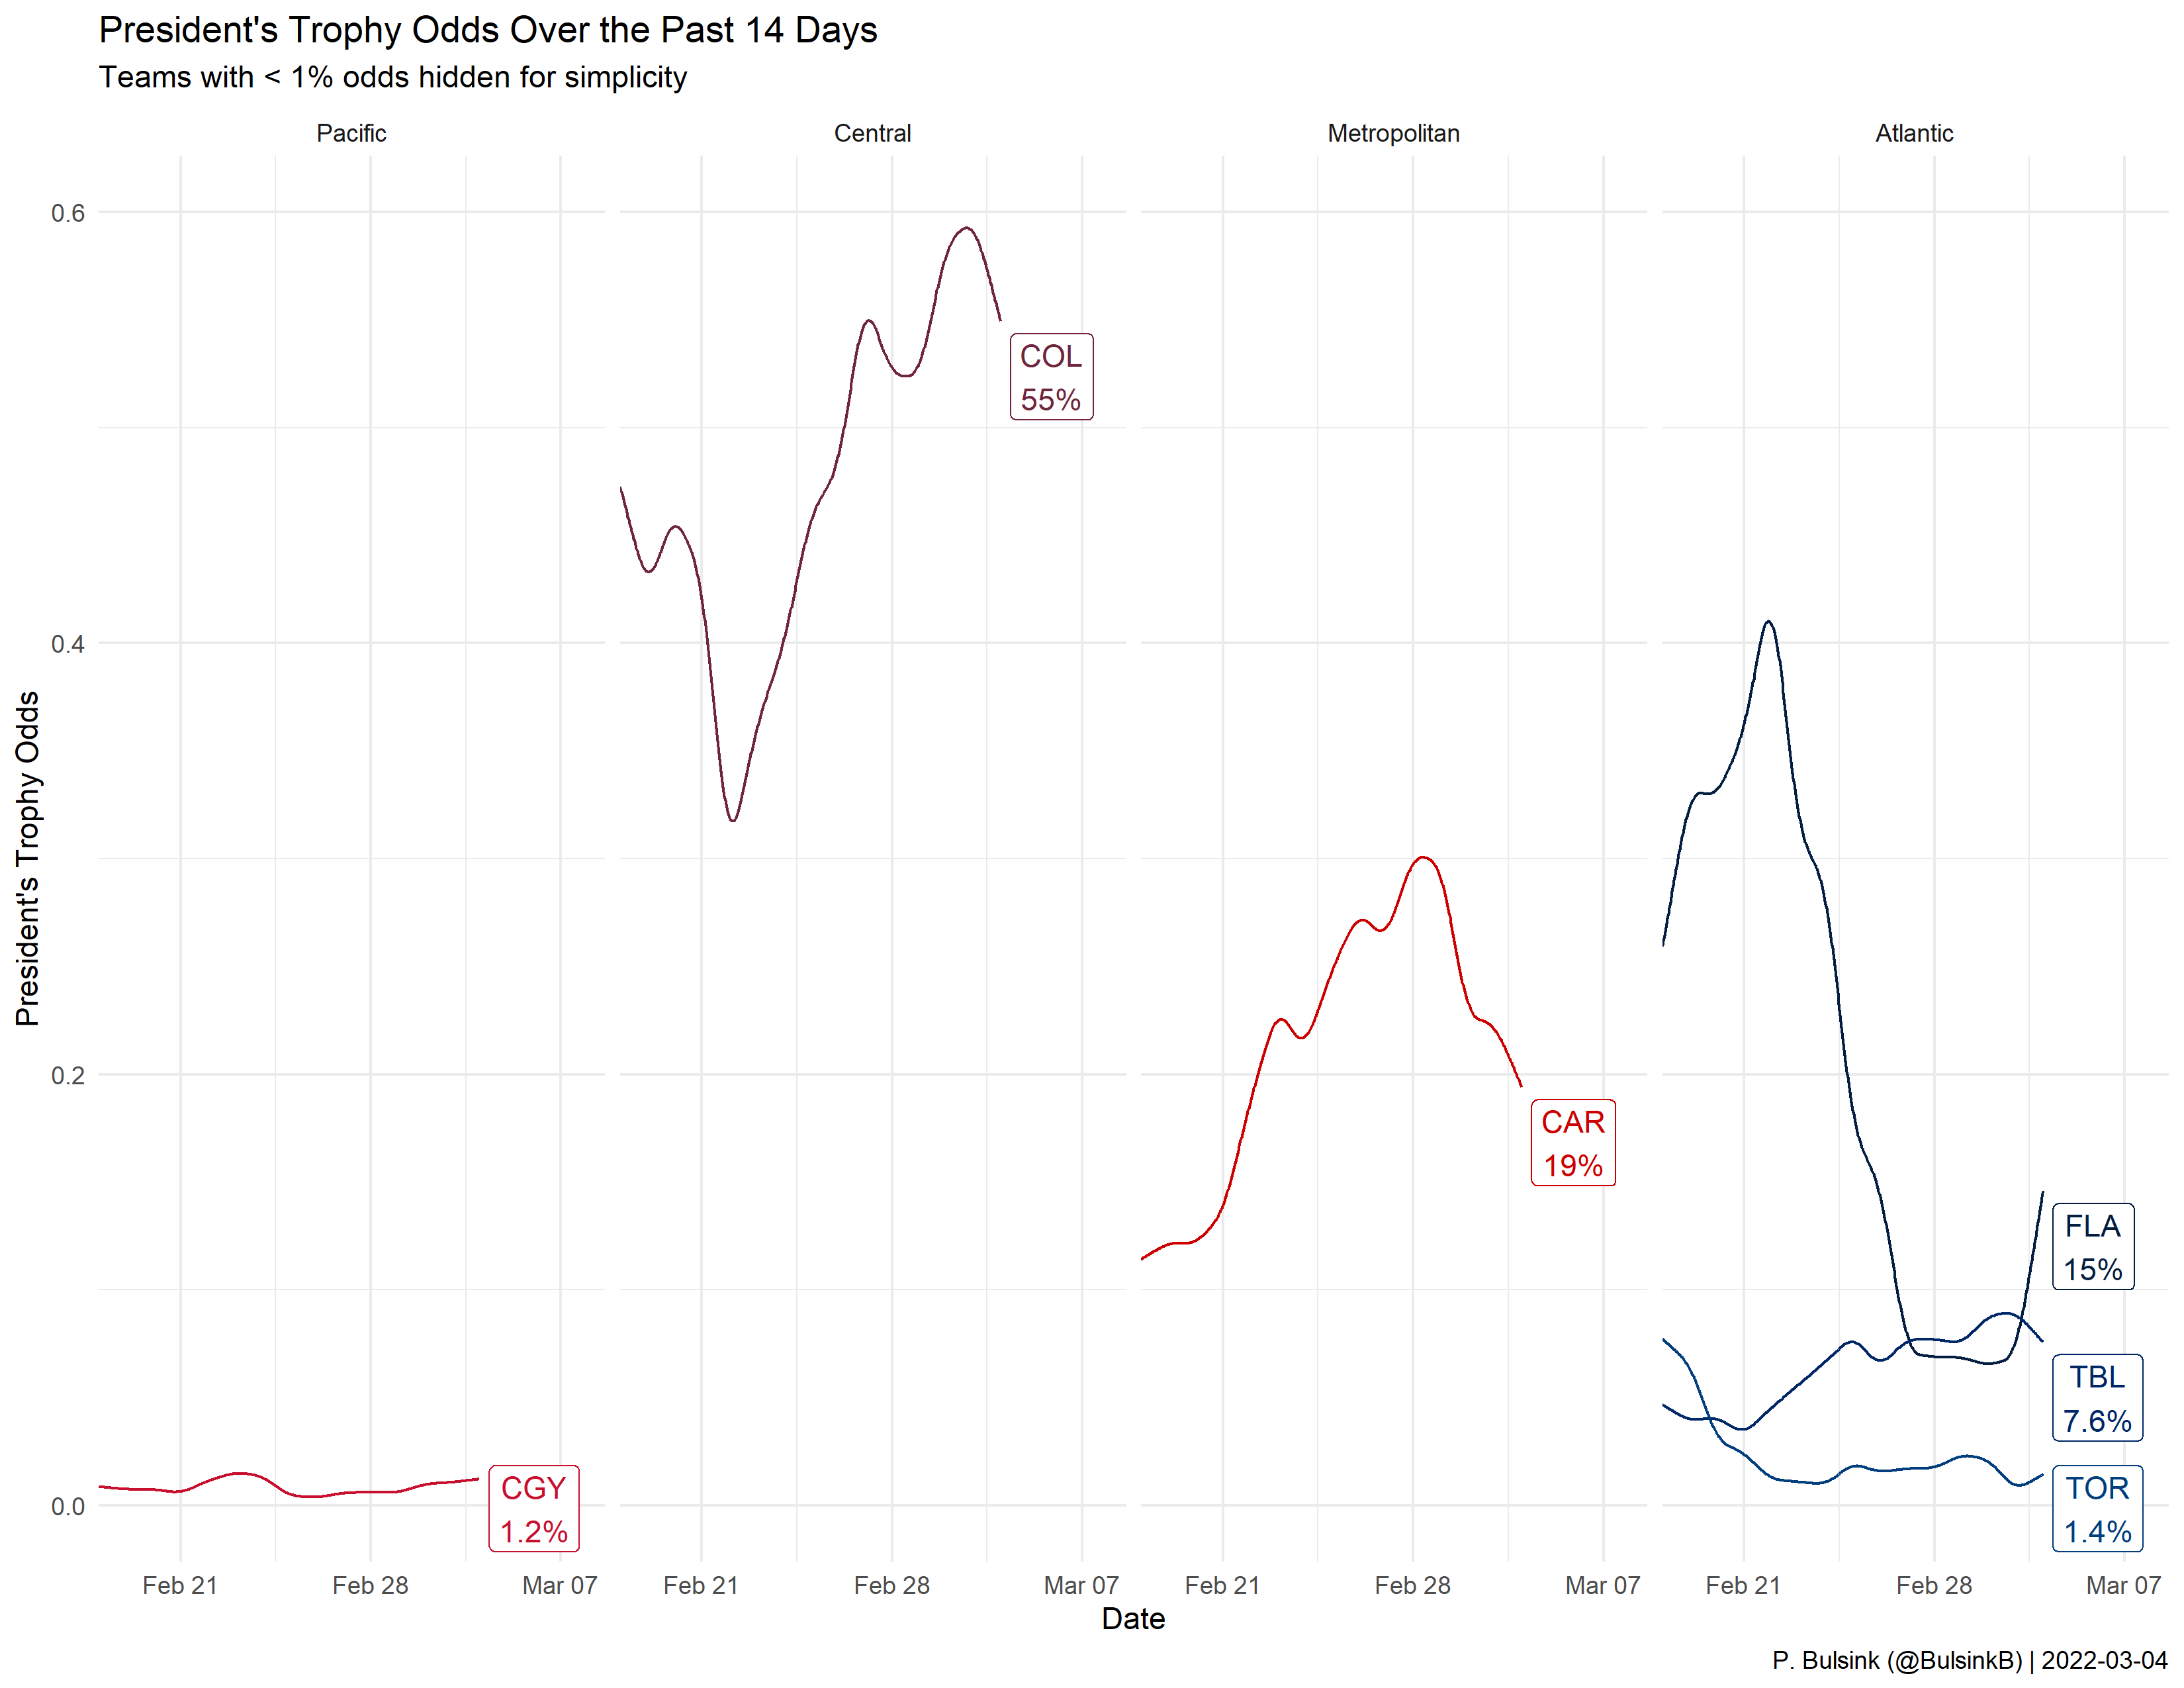 President's Trophy Odds Over the Past 14 Days
Teams with < 1% odds hidden for simplicity
Pacific
Central
Metropolitan
Atlantic
President's Trophy Odds
0.6
0.4
0.2
0.0
COL
55%
CAR
19%
FLA
15%
TBL
7.6%
CGY
1.2%
TOR
1.4%
Feb 21
Feb 28
Mar 07
Feb 21
Feb 28
Mar 07
Feb 21
Feb 28
Mar 07
Feb 21
Feb 28
Mar 07
Date
P. Bulsink (@BulsinkB) | 2022-03-04